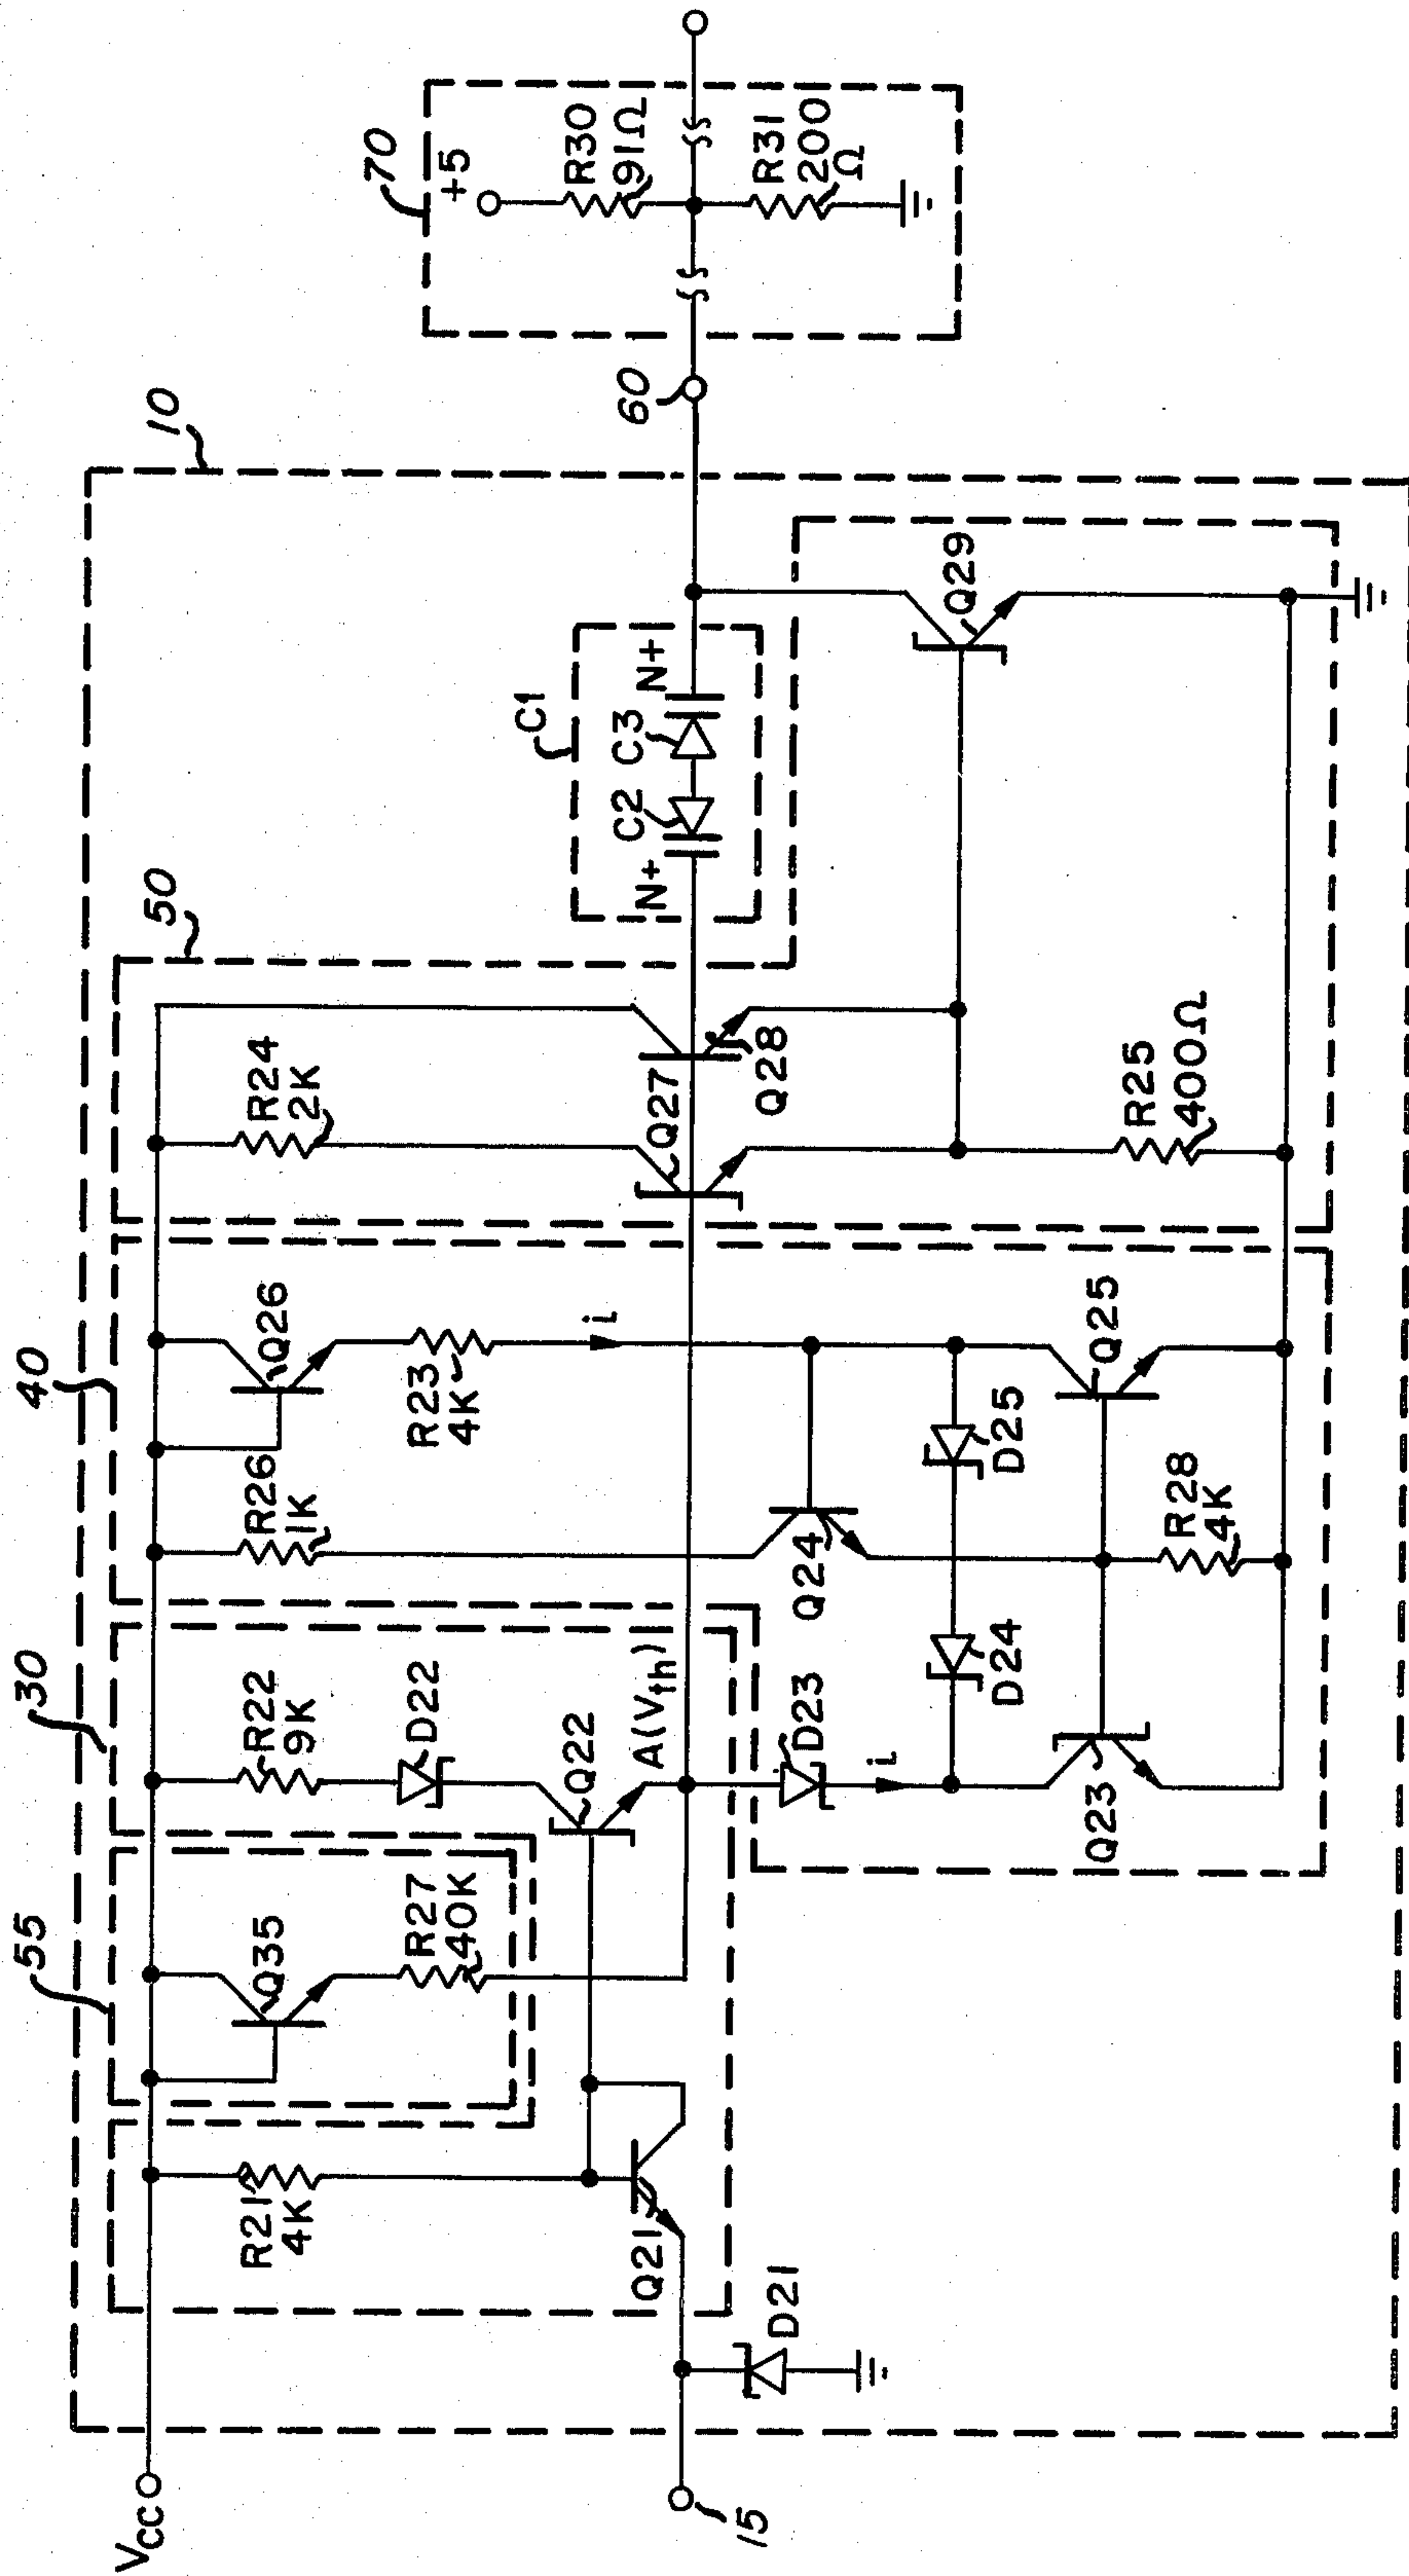 VCC
15
55
30
40
50
10
60
70
R21
4K
Q21
D21
Q35
R27
40K
R22
9K
D22
Q22
A(Vth)
D23
i
Q23
D24
R26
1K
Q24
R28
4K
Q26
R23
4K
i
D25
Q25
R24
2K
Q27
Q28
R25
400Ω
C1
N+
C2
C3
N+
Q29
+5
R30
91Ω
R31
200
Ω